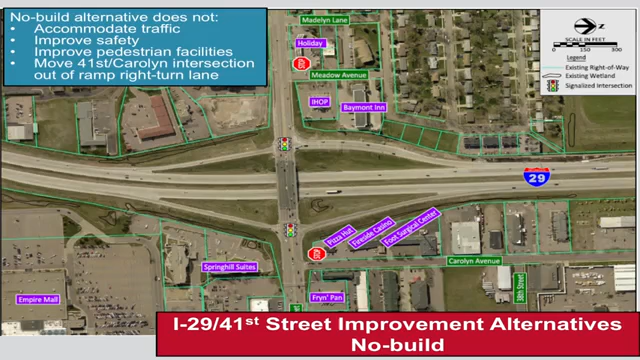 No-build alternative does not:
• Accommodate traffic
• Improve safety
• Improve pedestrian facilities
• Move 41st/Carolyn intersection
out of ramp right-turn lane
Madelyn Lane
Holiday
Meadow Avenue
IHOP
Baymont Inn
Z
SCALE IN FEET
0 150 300
Legend
Existing Right-of-Way
Existing Wetland
Signalized Intersection
29
Pizza Hut
Fireside Casino
Foot Surgical Center
Carolyn Avenue
Springhill Suites
Empire Mall
Fryn' Pan
38th Street
I-29/41st Street Improvement Alternatives
No-build